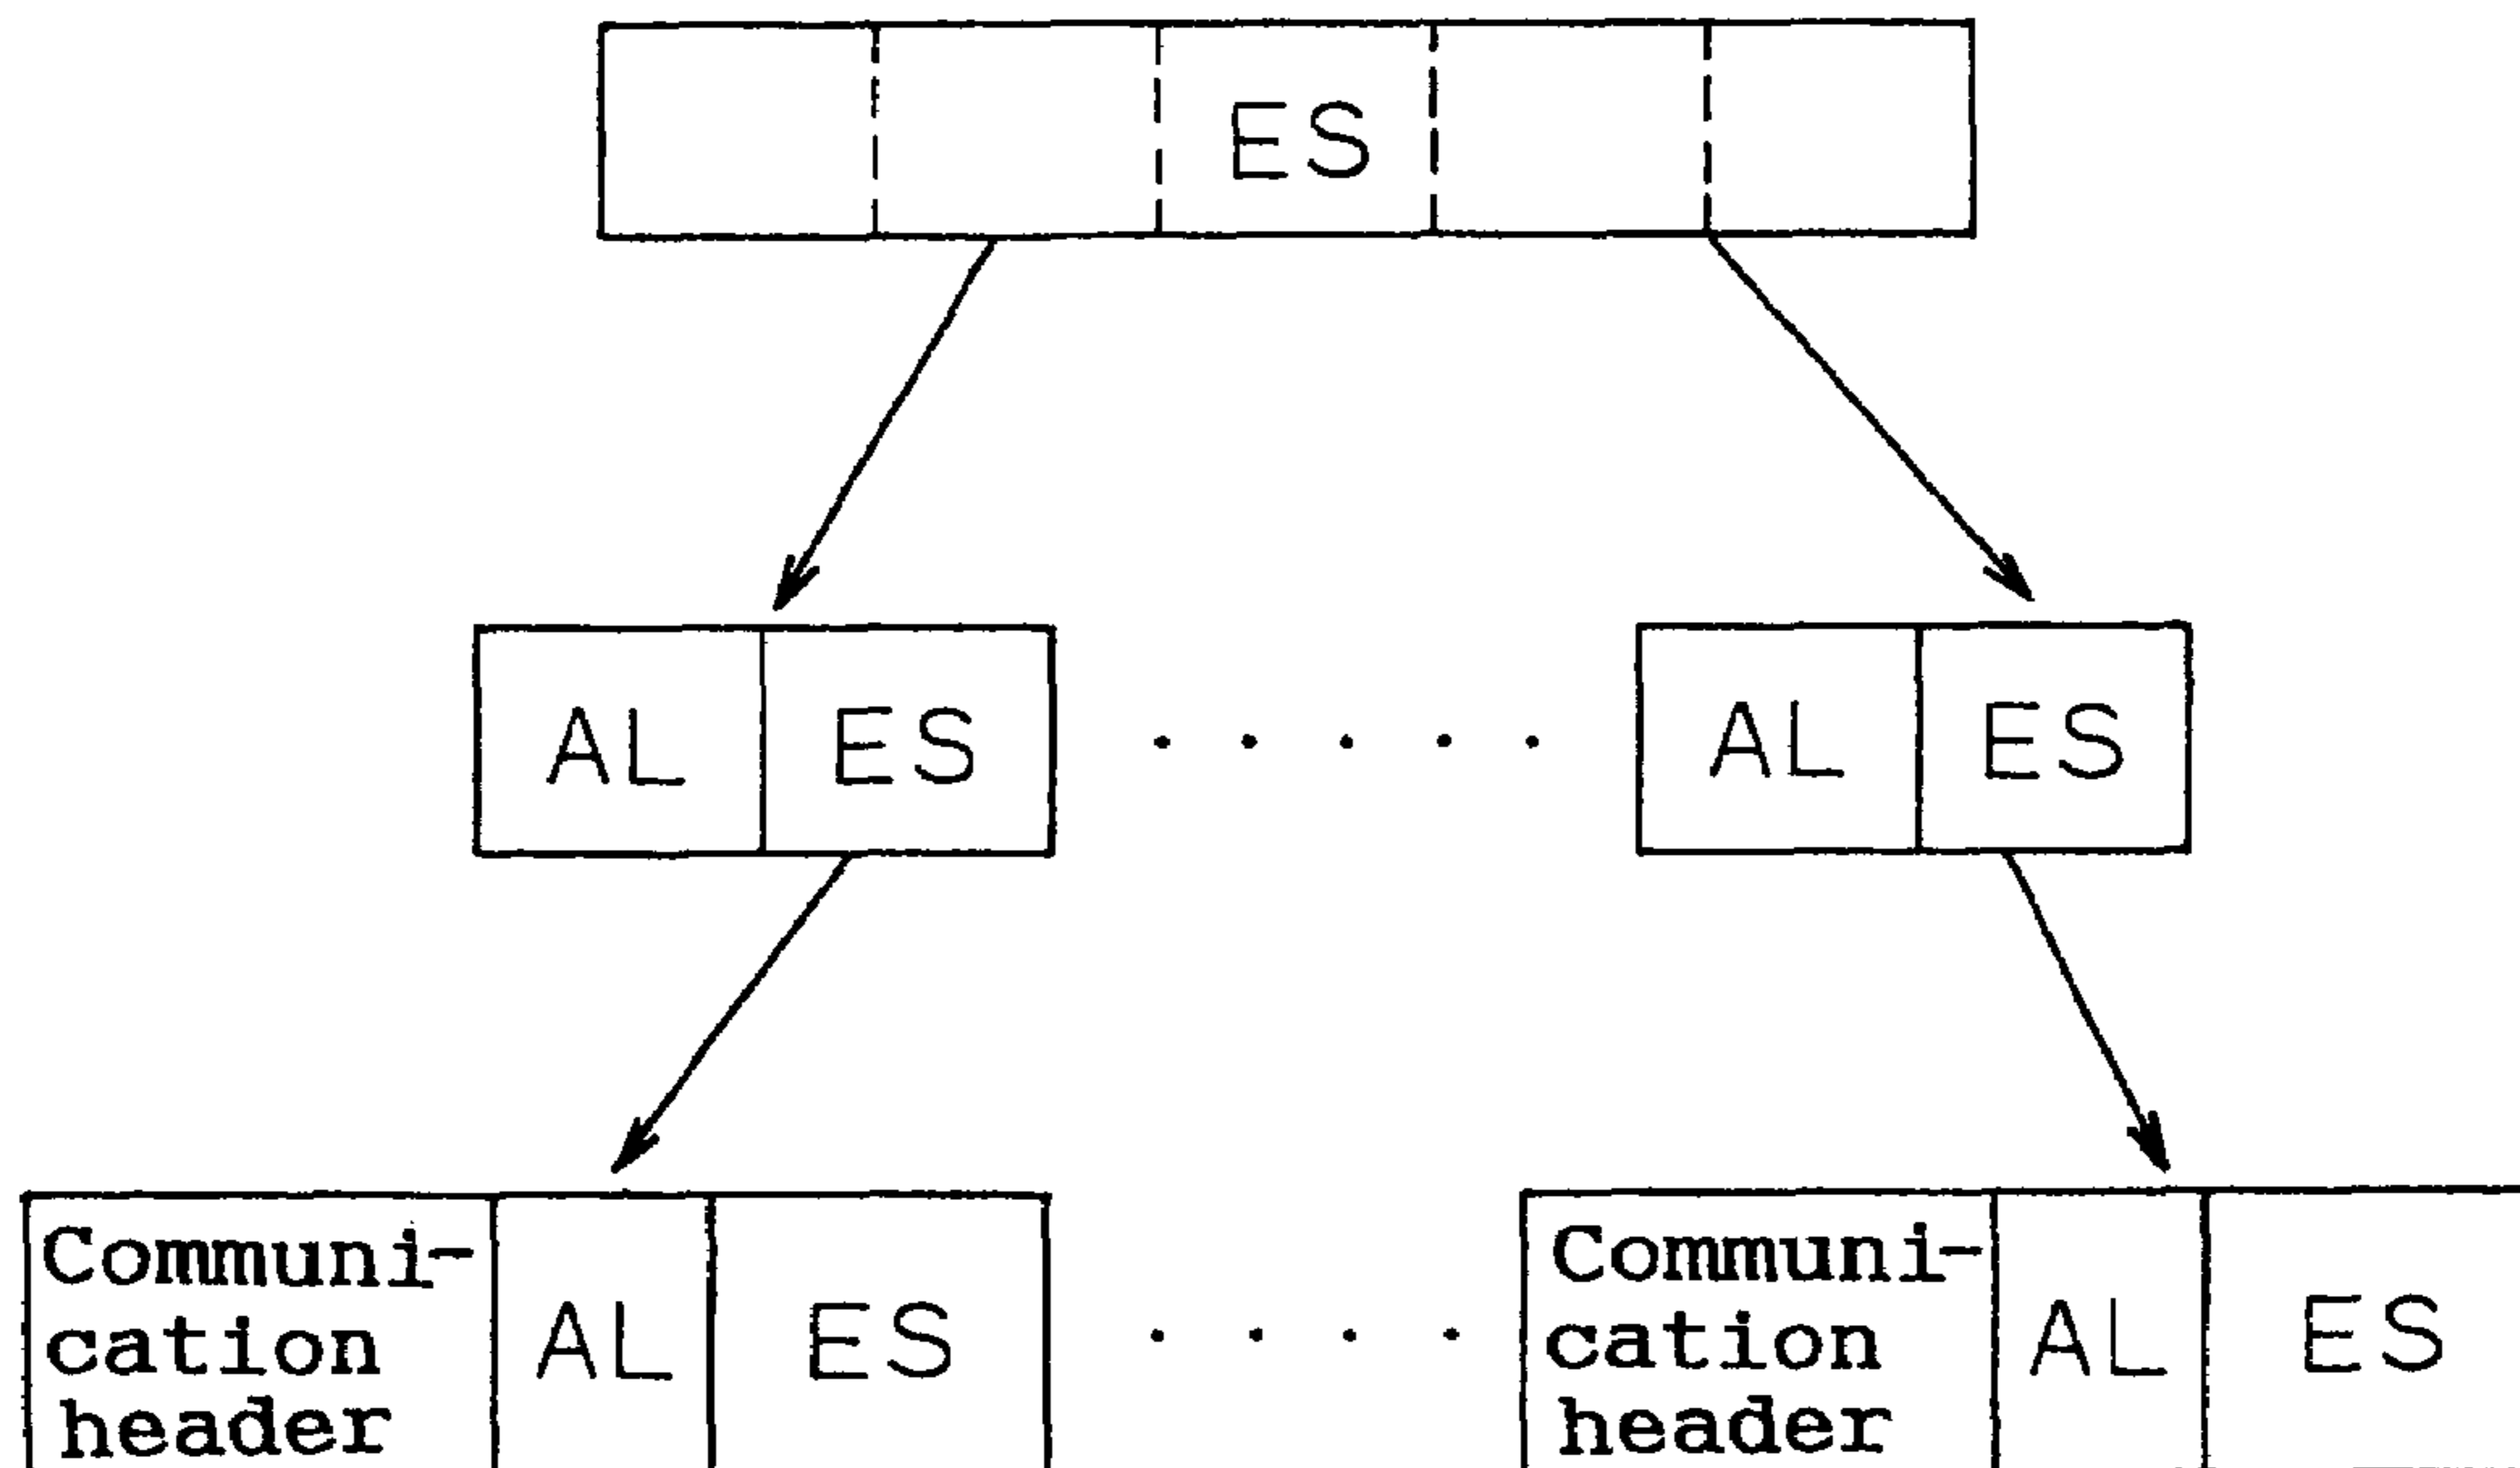 ES
AL ES . . . . . AL ES
Communi-
cation
header
AL ES . . . .
Communi-
cation
header
AL ES